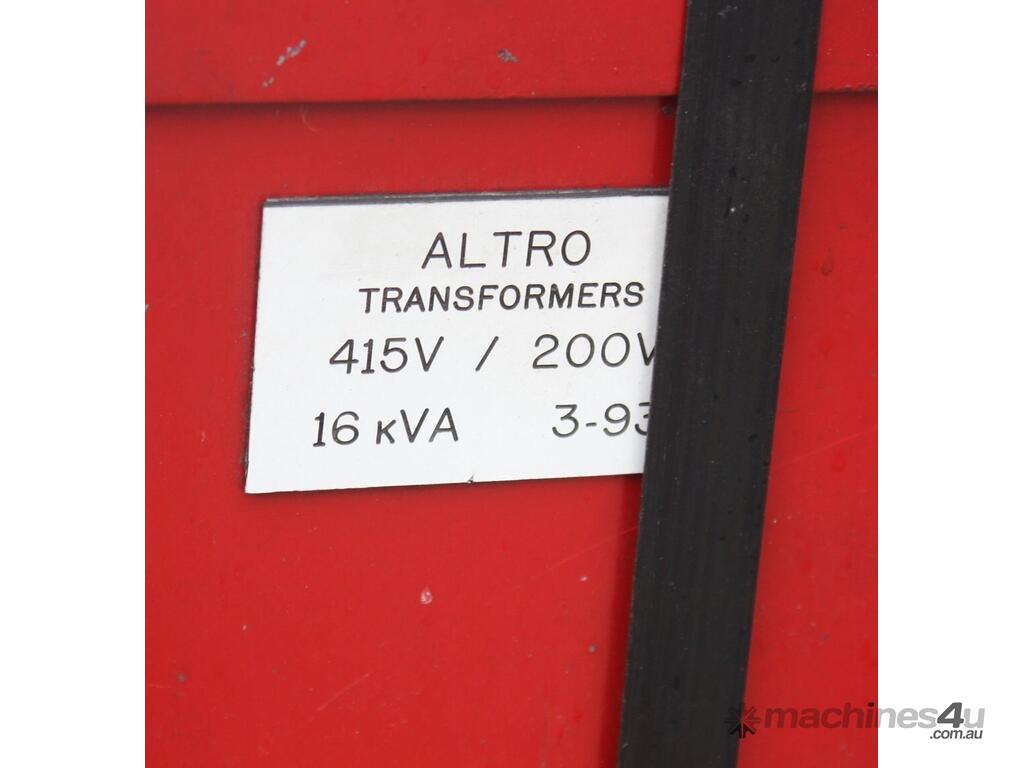 ALTRO
TRANSFORMERS
415V / 200V
16 KVA 3-93
machines4u
.com.au